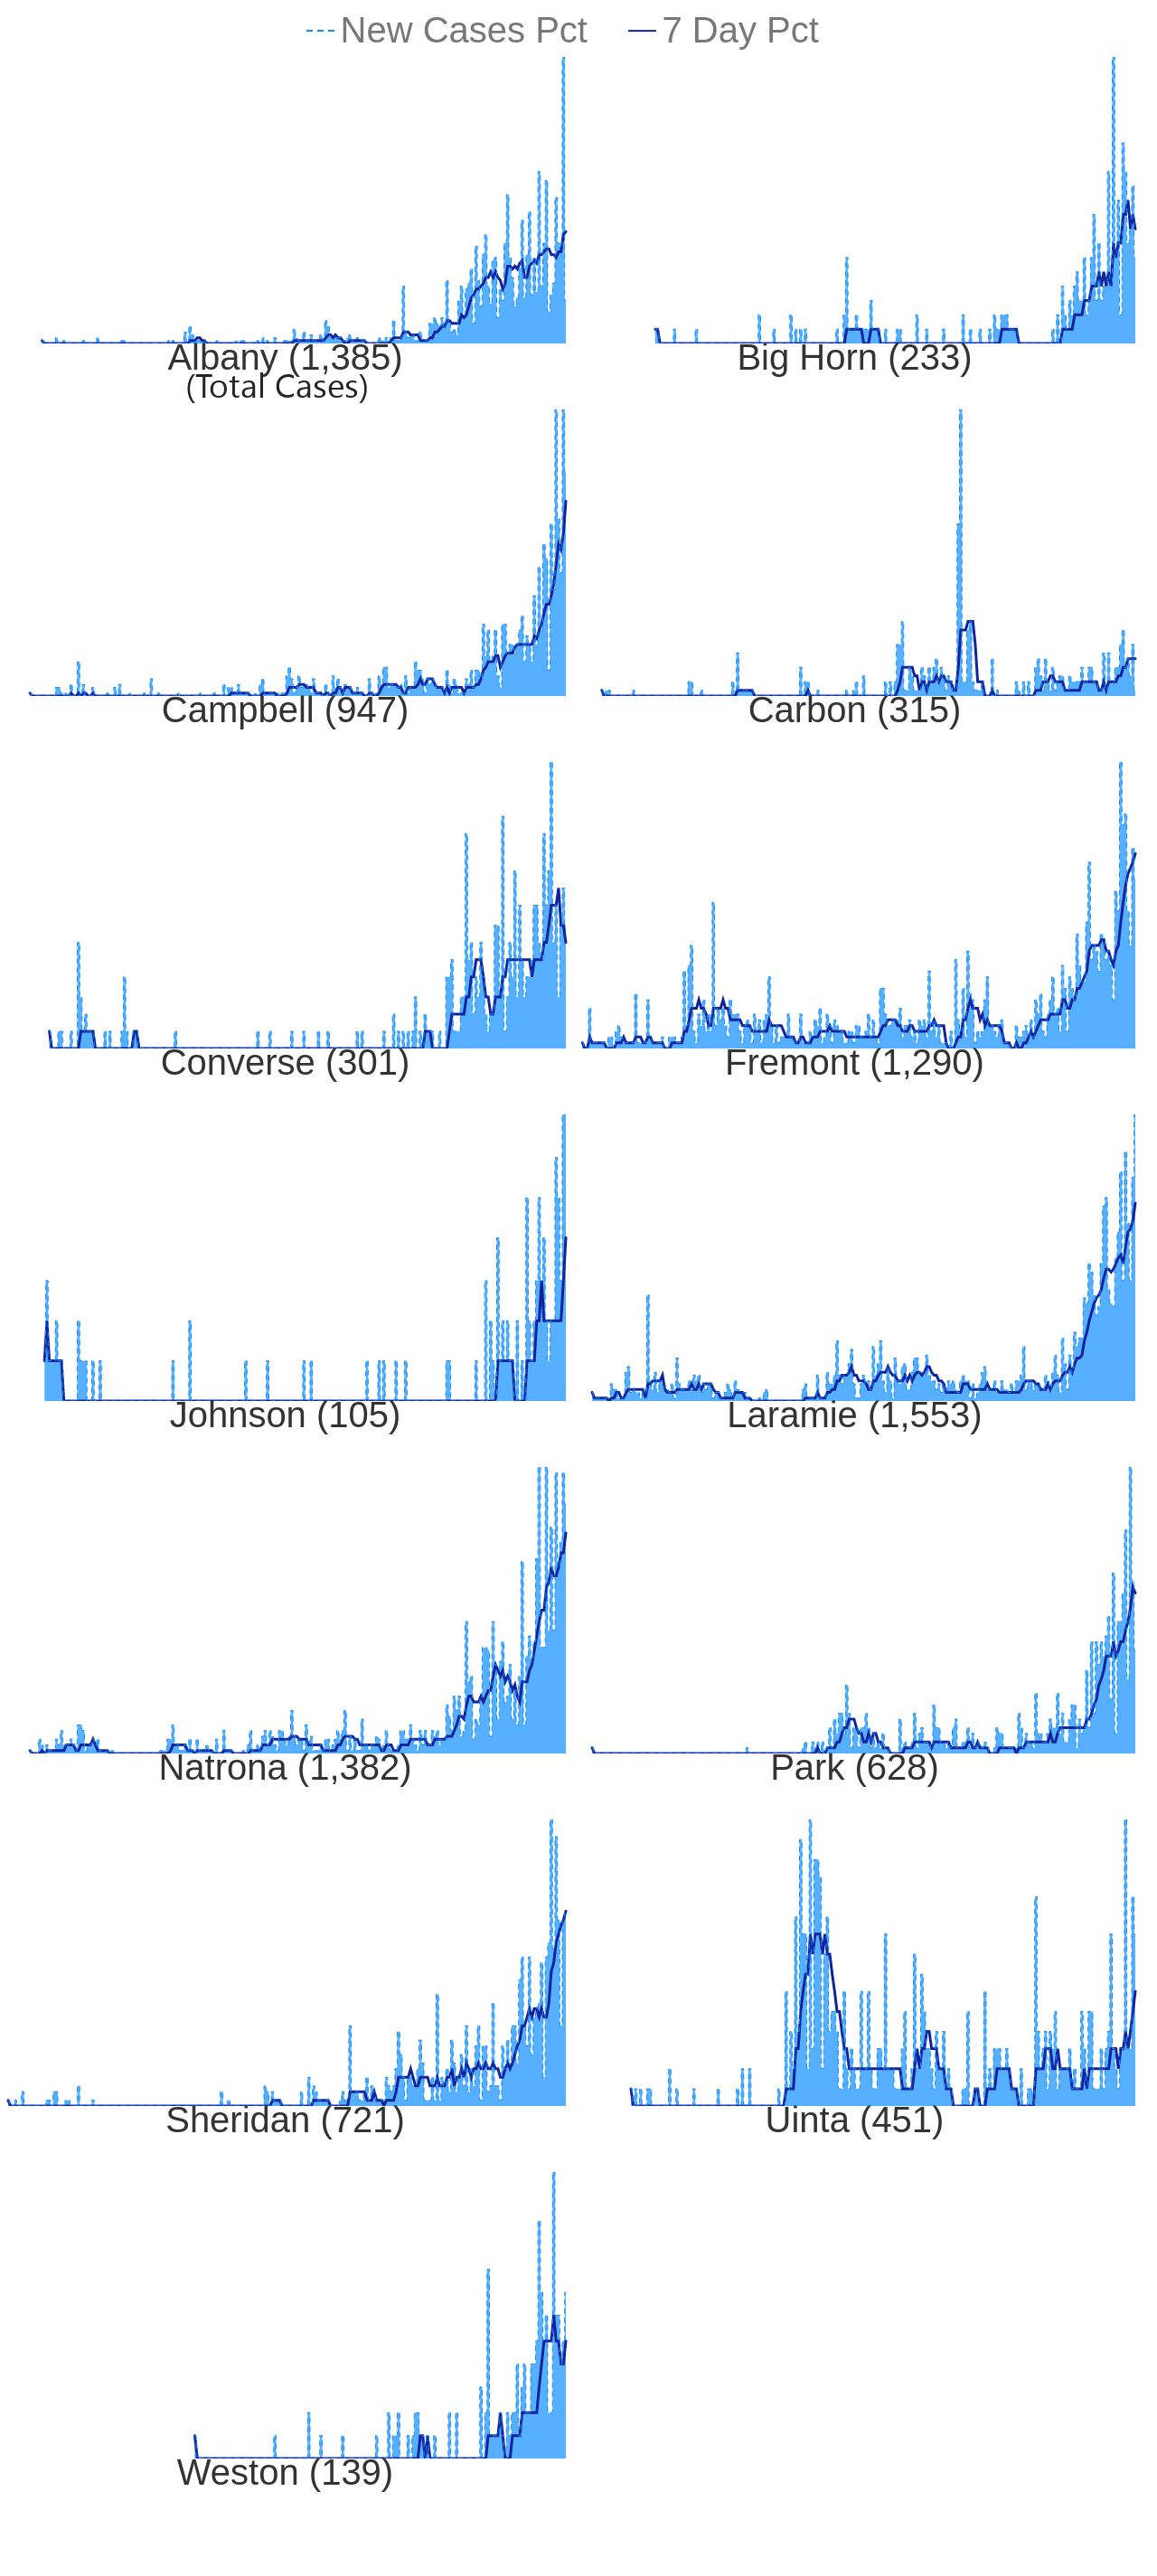 New Cases Pct 7 Day Pct
Albany (1,385) Big Horn (233)
(Total Cases)
Campbell (947) Carbon (315)
Converse (301) Fremont (1,290)
Johnson (105) Laramie (1,553)
Natrona (1,382) Park (628)
Sheridan (721) Uinta (451)
Weston (139)